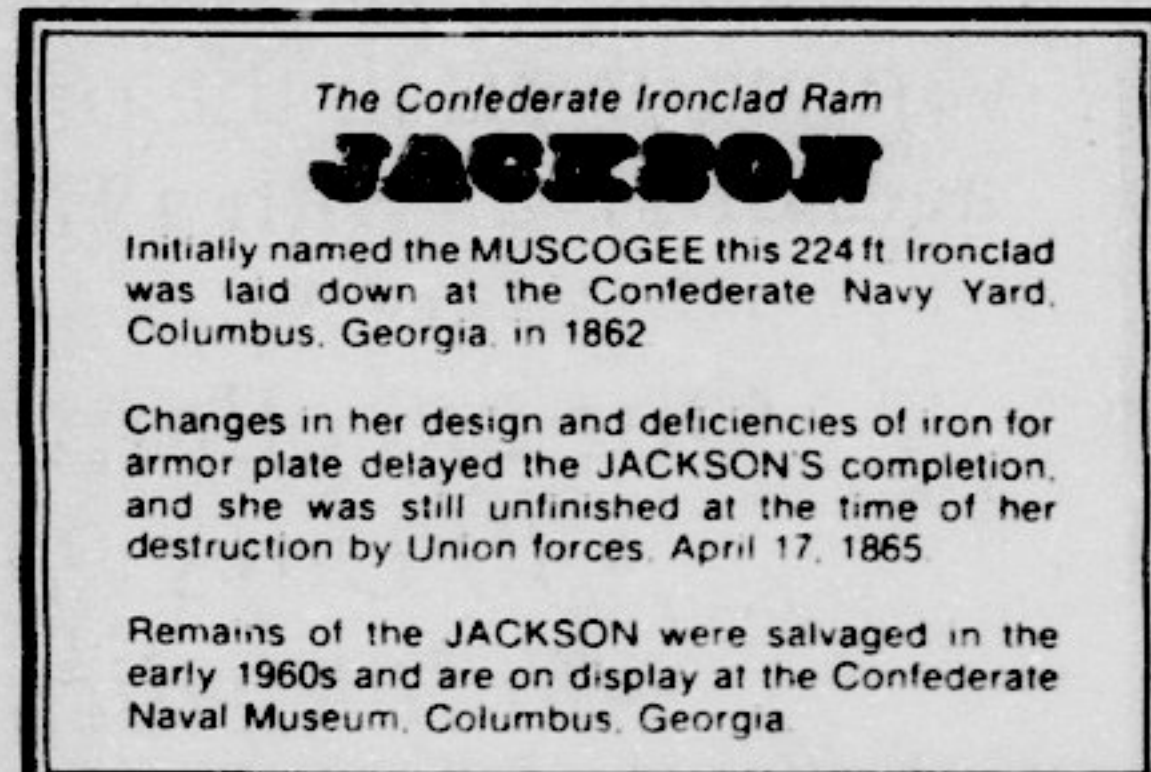 The Confederate Ironclad Ram
JACKSON
Initially named the MUSCOGEE this 224 ft. Ironclad
was laid down at the Confederate Navy Yard,
Columbus, Georgia, in 1862.
Changes in her design and deficiencies of iron for
armor plate delayed the JACKSON'S completion,
and she was still unfinished at the time of her
destruction by Union forces, April 17, 1865.
Remains of the JACKSON were salvaged in the
early 1960s and are on display at the Confederate
Naval Museum, Columbus, Georgia.